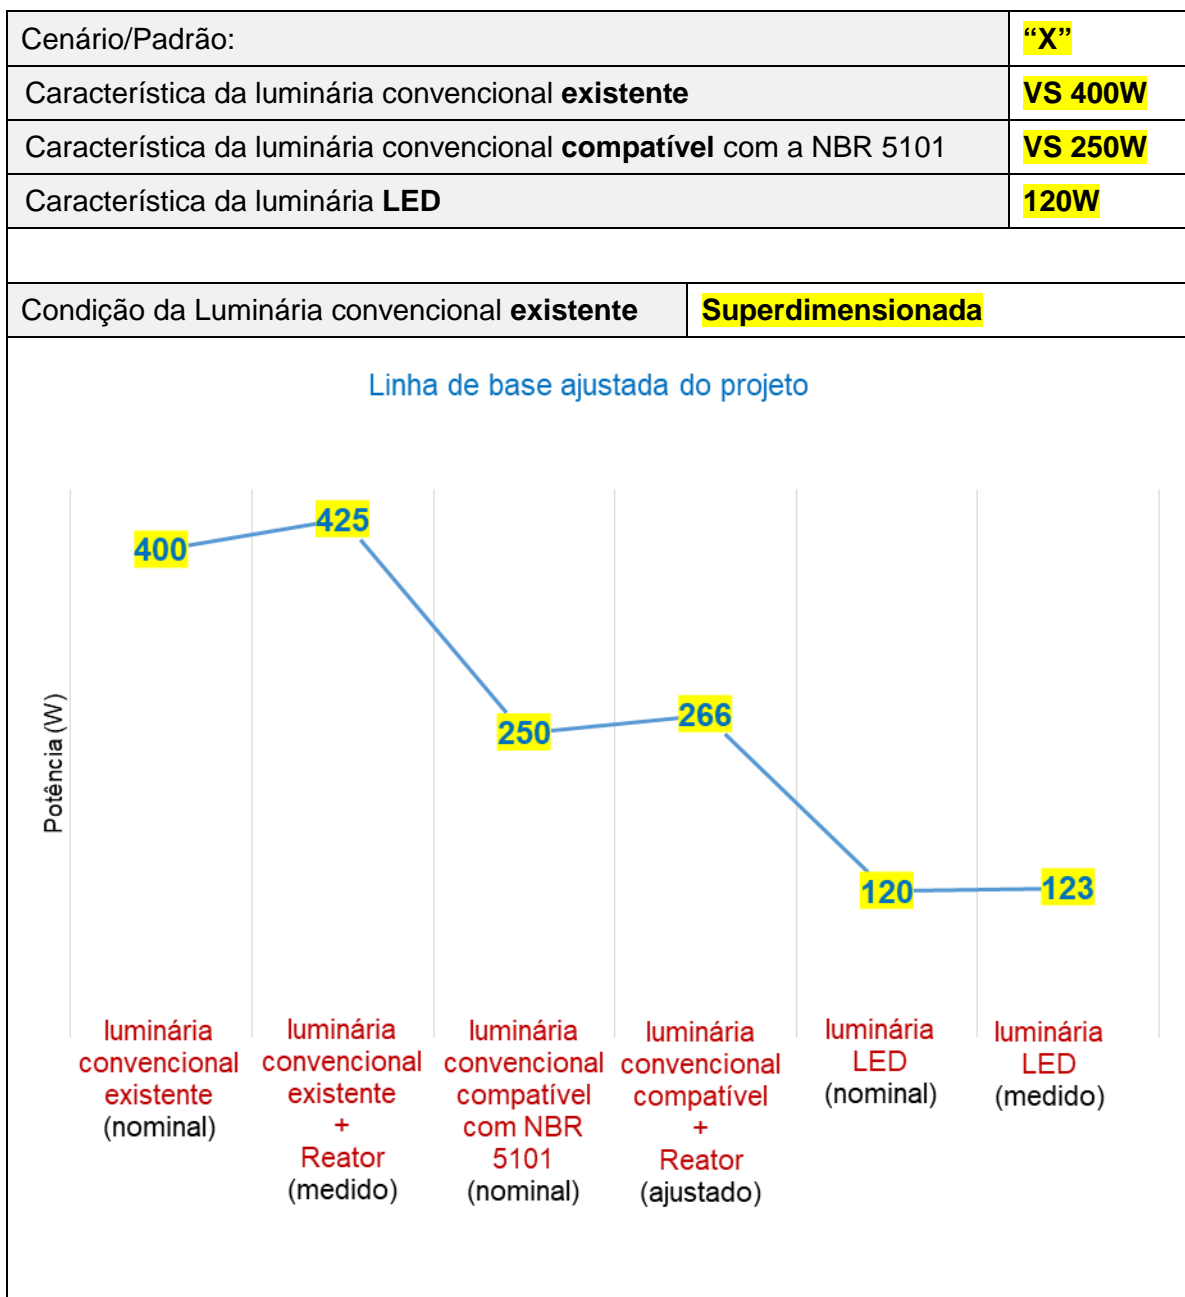 Cenário/Padrão: “X”
Característica da luminária convencional existente VS 400W
Característica da luminária convencional compatível com a NBR 5101 VS 250W
Característica da luminária LED 120W
Condição da Luminária convencional existente Superdimensionada
Linha de base ajustada do projeto
Potência (W)
400
425
250
266
120
123
luminária
convencional
existente
(nominal)
luminária
convencional
existente
+
Reator
(medido)
luminária
convencional
compatível
com NBR
5101
(nominal)
luminária
convencional
compatível
+
Reator
(ajustado)
luminária
LED
(nominal)
luminária
LED
(medido)